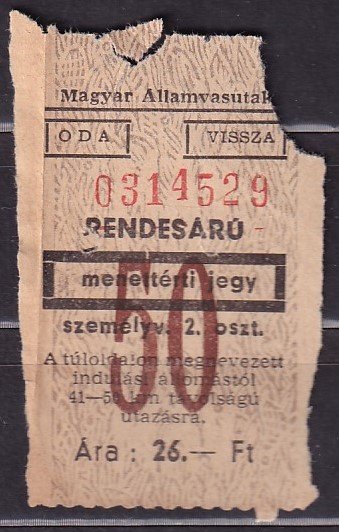 Magyar Államvasutak
ODA VISSZA
0314529
RENDESÁRÚ-
menettérti jegy
50
személyv. 2. oszt.
A túloldalon megnevezett
indulási állomástól
41—50 km távolságú
utazásra.
Ára : 26.— Ft